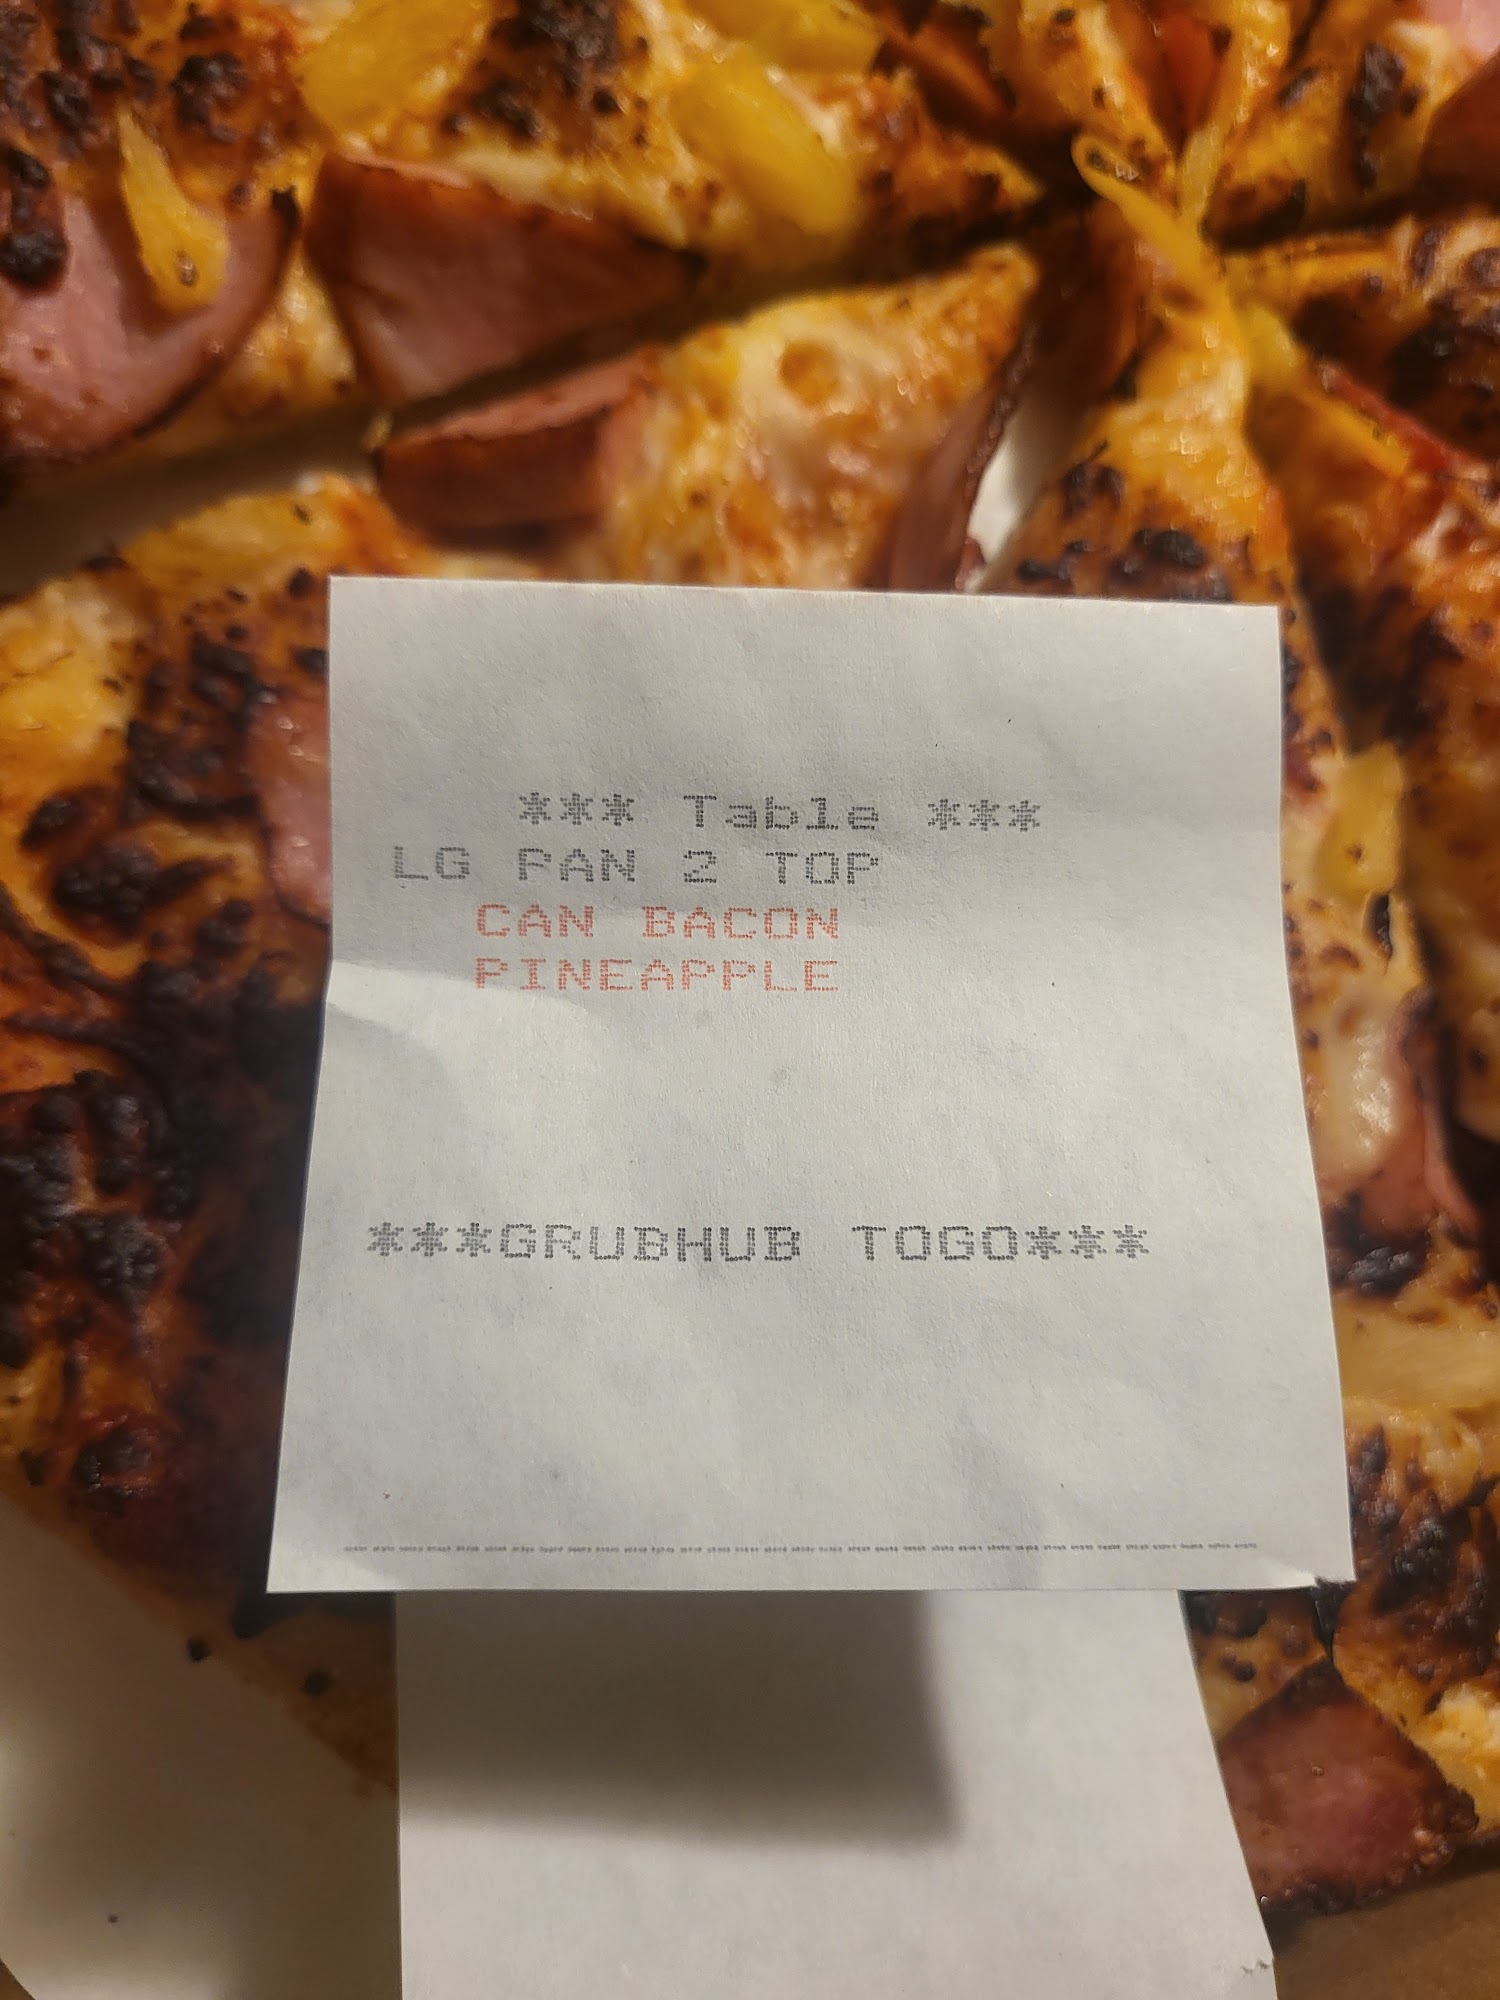 *** Table ***
LG PAN 2 TOP
CAN BACON
PINEAPPLE
***GRUBHUB TOGO***